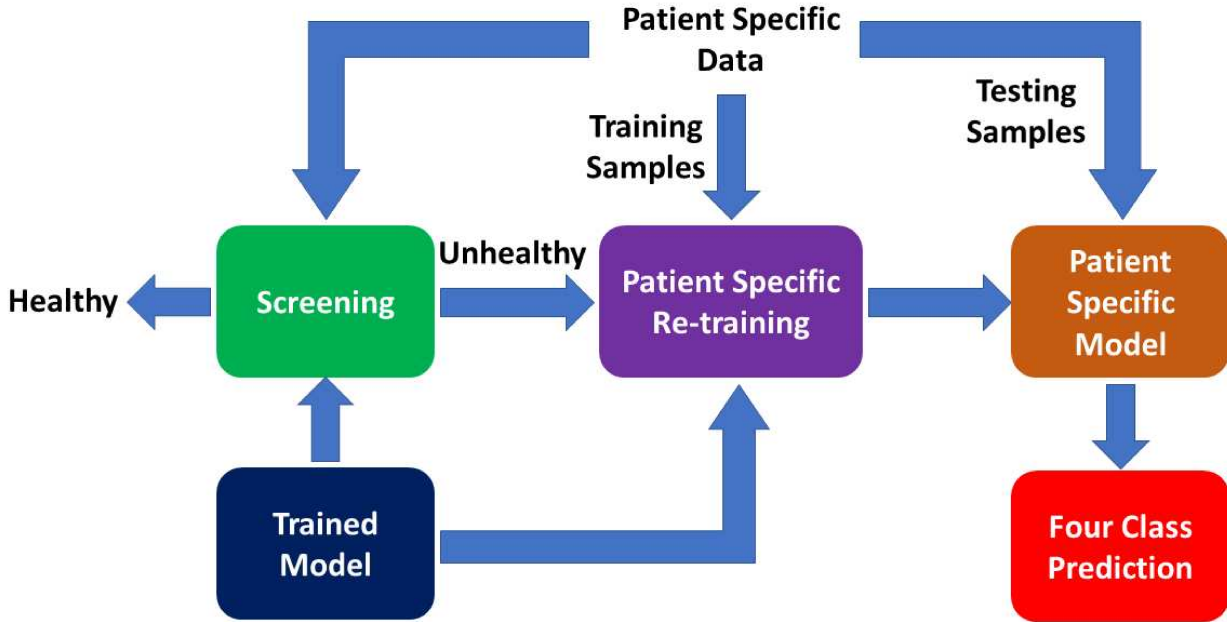 Patient Specific
Data
Training
Samples
Testing
Samples
Healthy
Screening
Unhealthy
Patient Specific
Re-training
Patient
Specific
Model
Trained
Model
Four Class
Prediction